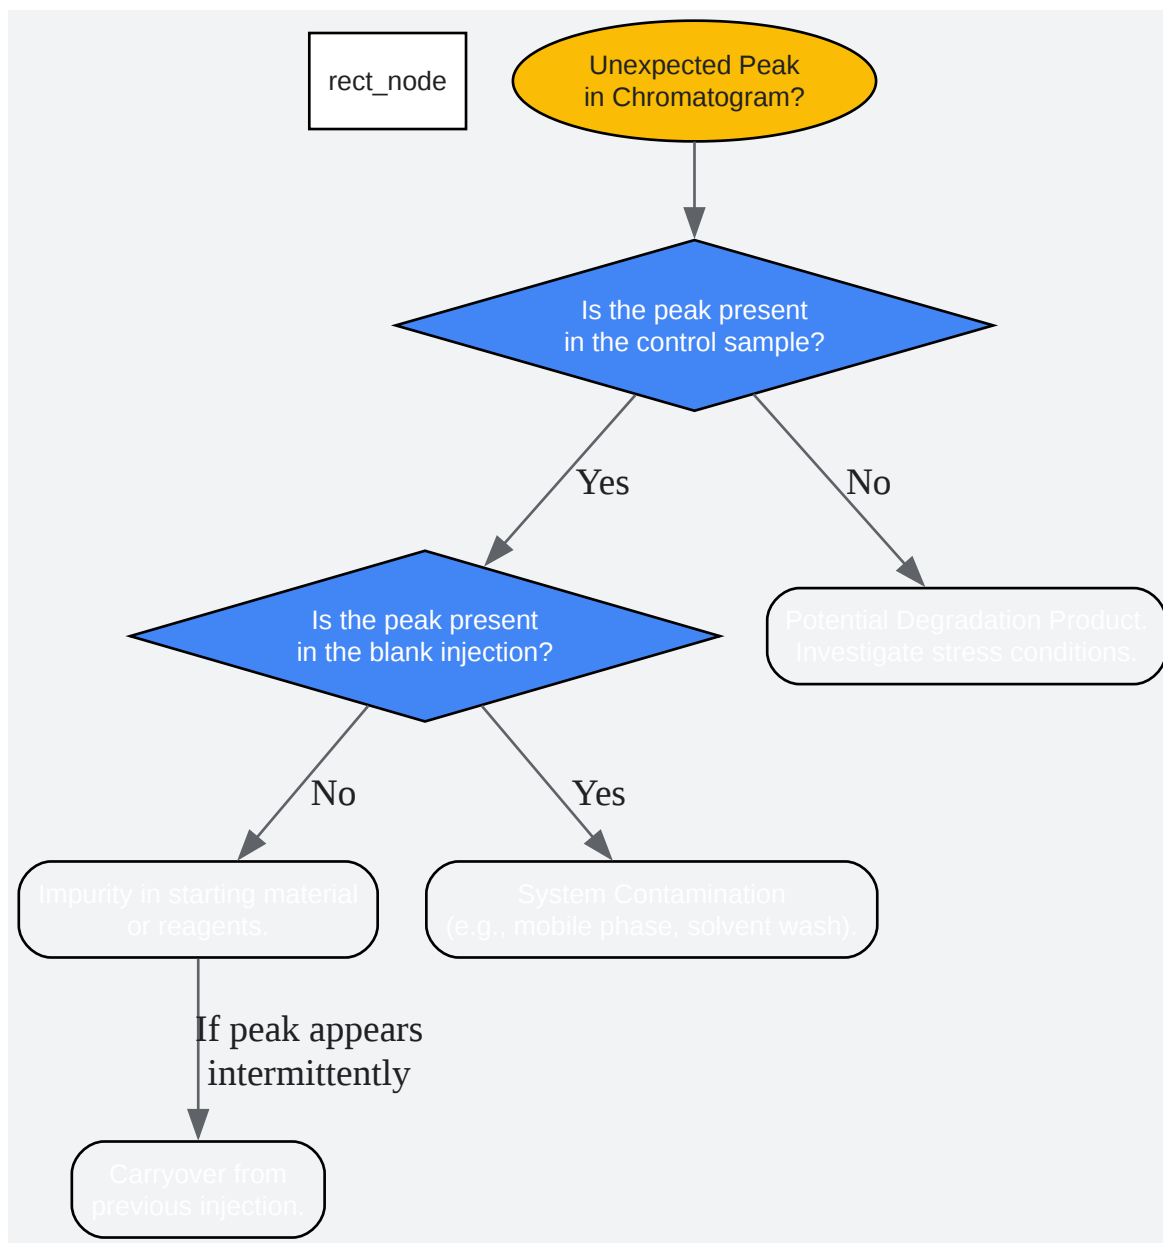 rect_node
Unexpected Peak
in Chromatogram?
Is the peak present
in the control sample?
Yes
No
Is the peak present
in the blank injection?
Potential Degradation Product.
Investigate stress conditions.
No
Yes
Impurity in starting material
or reagents.
System Contamination
(e.g., mobile phase, solvent wash).
If peak appears
intermittently
Carryover from
previous injection.